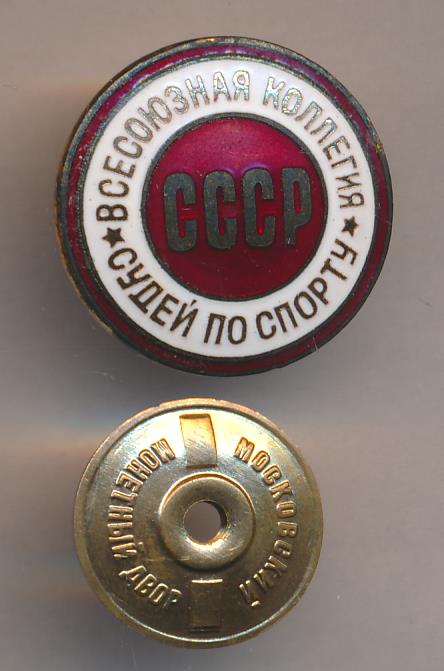 ВСЕСОЮЗНАЯ КОЛЛЕГИЯ
★ СУДЕЙ ПО СПОРТУ ★
СССР
МОСКОВСКИЙ
МОНЕТНЫЙ ДВОР